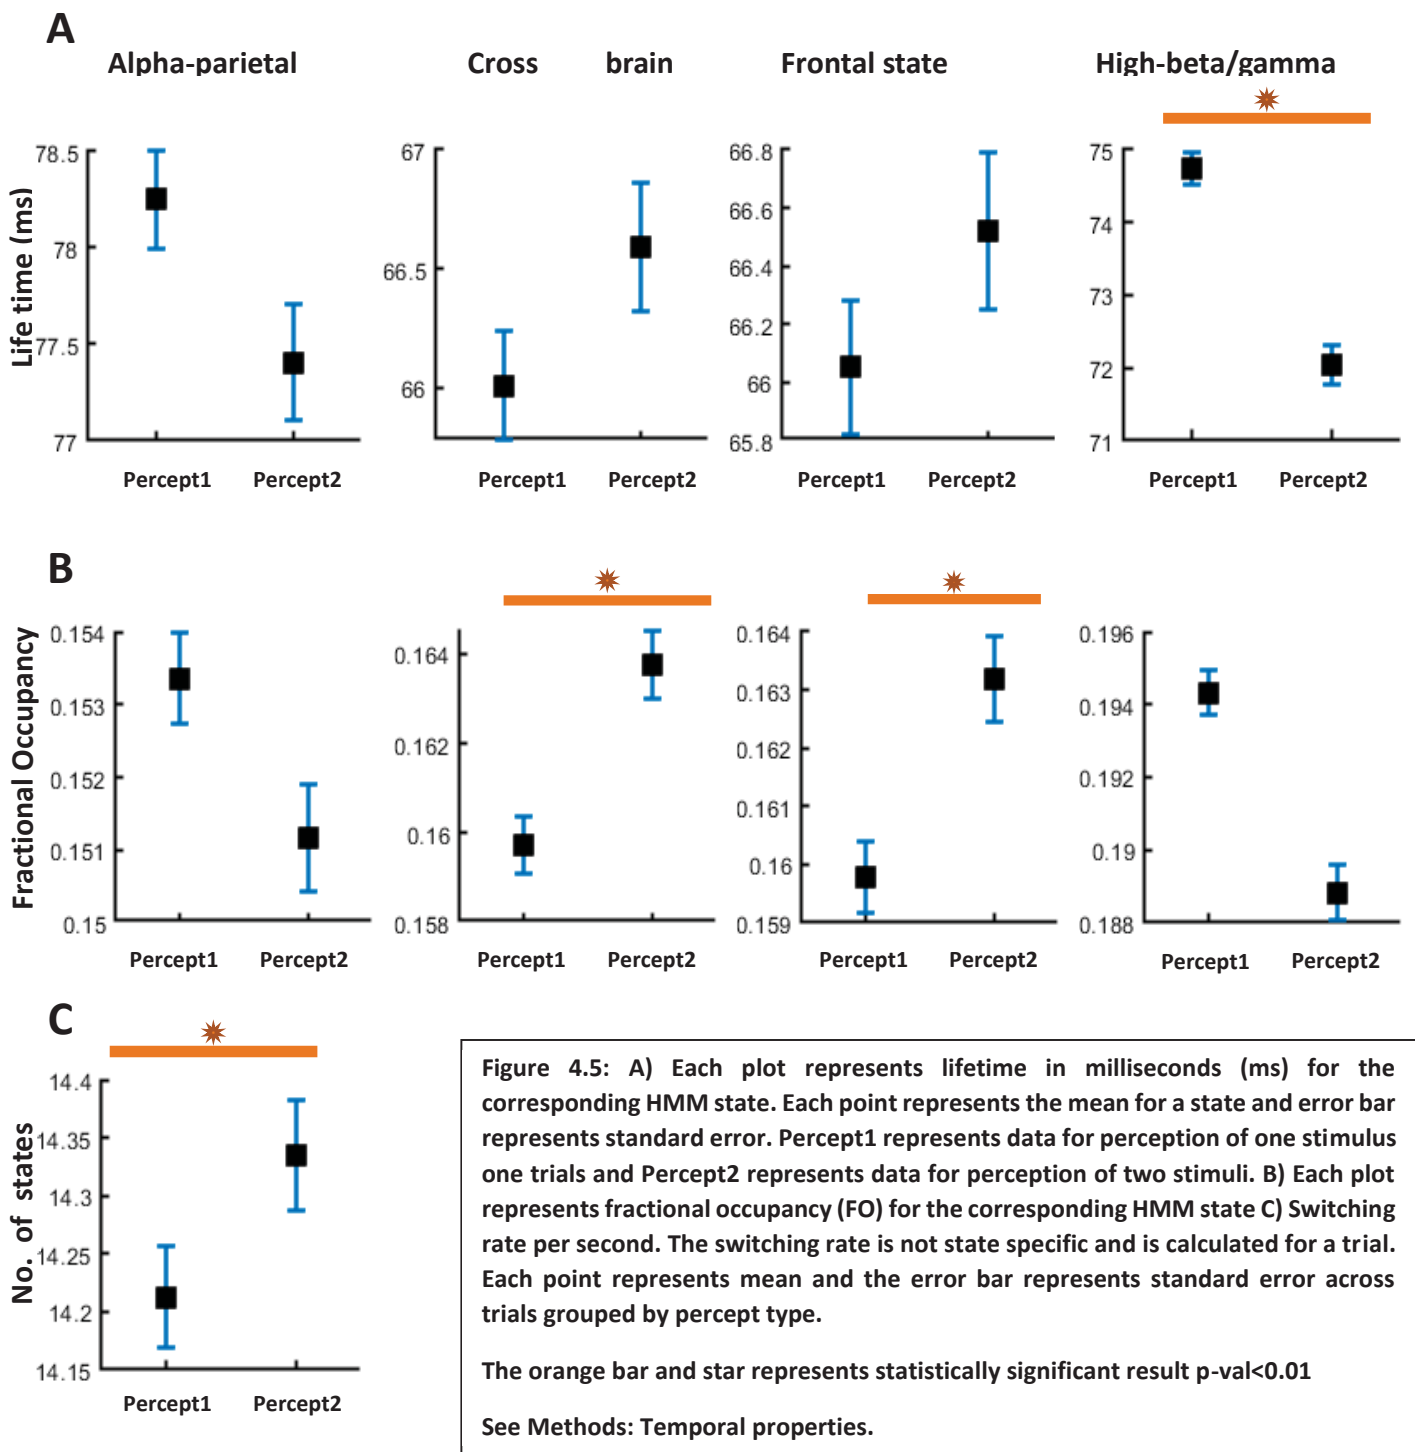 A
Alpha-parietal Cross brain Frontal state High-beta/gamma
Life time (ms)
78.5
78
77.5
77
Percept1 Percept2
67
66.5
66
Percept1 Percept2
66.8
66.6
66.4
66.2
66
65.8
Percept1 Percept2
75
74
73
72
71
Percept1 Percept2
B
Fractional Occupancy
0.154
0.153
0.152
0.151
0.15
Percept1 Percept2
0.164
0.162
0.16
0.158
Percept1 Percept2
0.164
0.163
0.162
0.161
0.16
0.159
Percept1 Percept2
0.196
0.194
0.192
0.19
0.188
Percept1 Percept2
C
No. of states
14.4
14.35
14.3
14.25
14.2
14.15
Percept1 Percept2
Figure 4.5: A) Each plot represents lifetime in milliseconds (ms) for the
corresponding HMM state. Each point represents the mean for a state and error bar
represents standard error. Percept1 represents data for perception of one stimulus
one trials and Percept2 represents data for perception of two stimuli. B) Each plot
represents fractional occupancy (FO) for the corresponding HMM state C) Switching
rate per second. The switching rate is not state specific and is calculated for a trial.
Each point represents mean and the error bar represents standard error across
trials grouped by percept type.
The orange bar and star represents statistically significant result p-val<0.01
See Methods: Temporal properties.